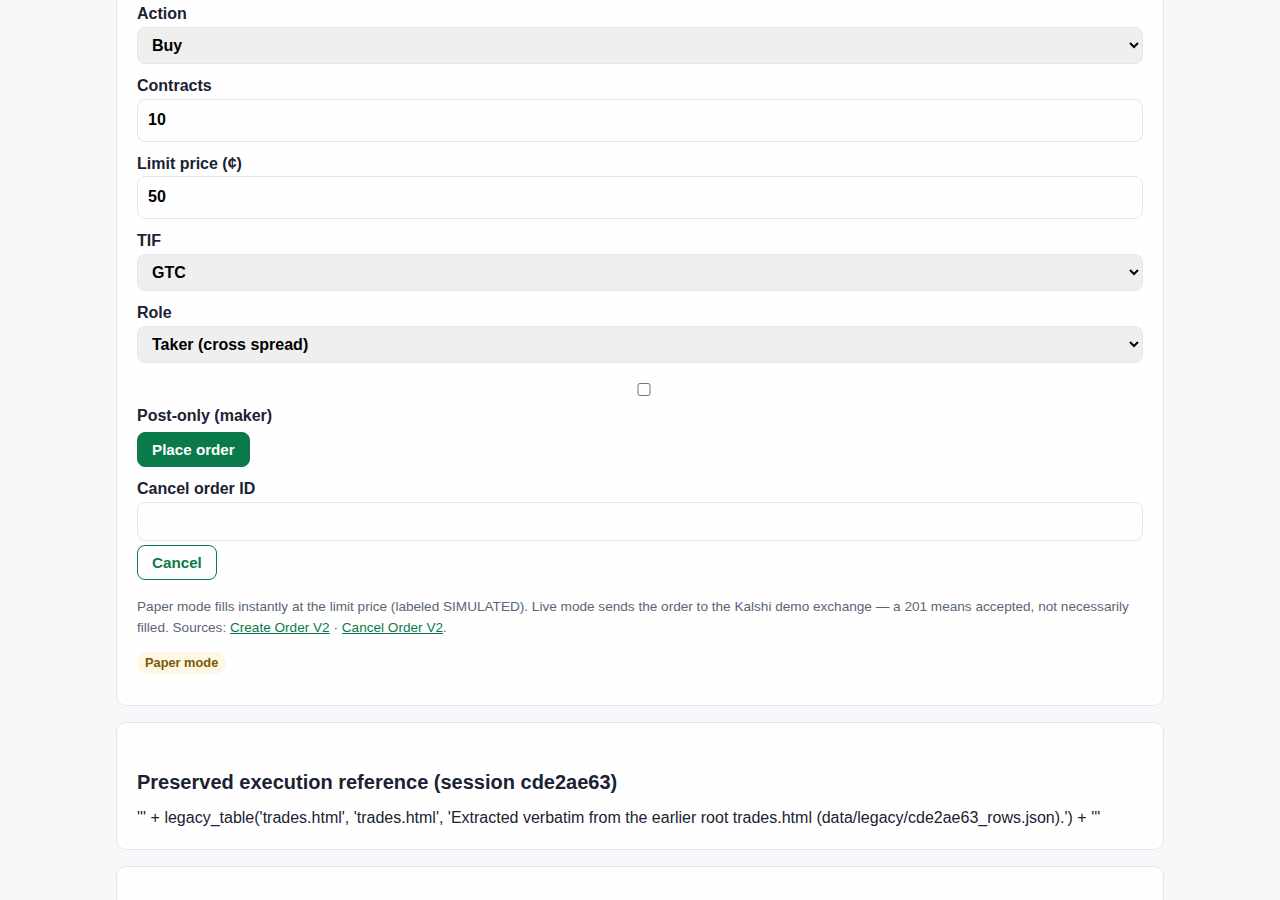 Action
Buy
Contracts
10
Limit price (¢)
50
TIF
GTC
Role
Taker (cross spread)
Post-only (maker)
Place order
Cancel order ID
Cancel
Paper mode fills instantly at the limit price (labeled SIMULATED). Live mode sends the order to the Kalshi demo exchange — a 201 means accepted, not necessarily
filled. Sources: Create Order V2 · Cancel Order V2.
Paper mode
Preserved execution reference (session cde2ae63)
''' + legacy_table('trades.html', 'trades.html', 'Extracted verbatim from the earlier root trades.html (data/legacy/cde2ae63_rows.json).') + '''